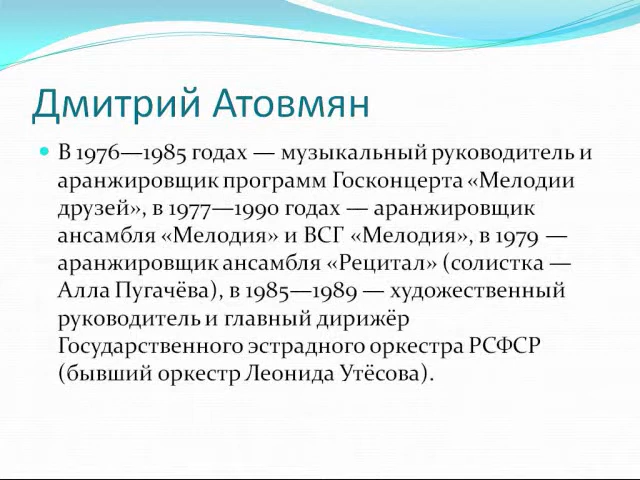 Дмитрий Атовмян
В 1976—1985 годах — музыкальный руководитель и
аранжировщик программ Госконцерта «Мелодии
друзей», в 1977—1990 годах — аранжировщик
ансамбля «Мелодия» и ВСГ «Мелодия», в 1979 —
аранжировщик ансамбля «Рецитал» (солистка —
Алла Пугачёва), в 1985—1989 — художественный
руководитель и главный дирижёр
Государственного эстрадного оркестра РСФСР
(бывший оркестр Леонида Утёсова).